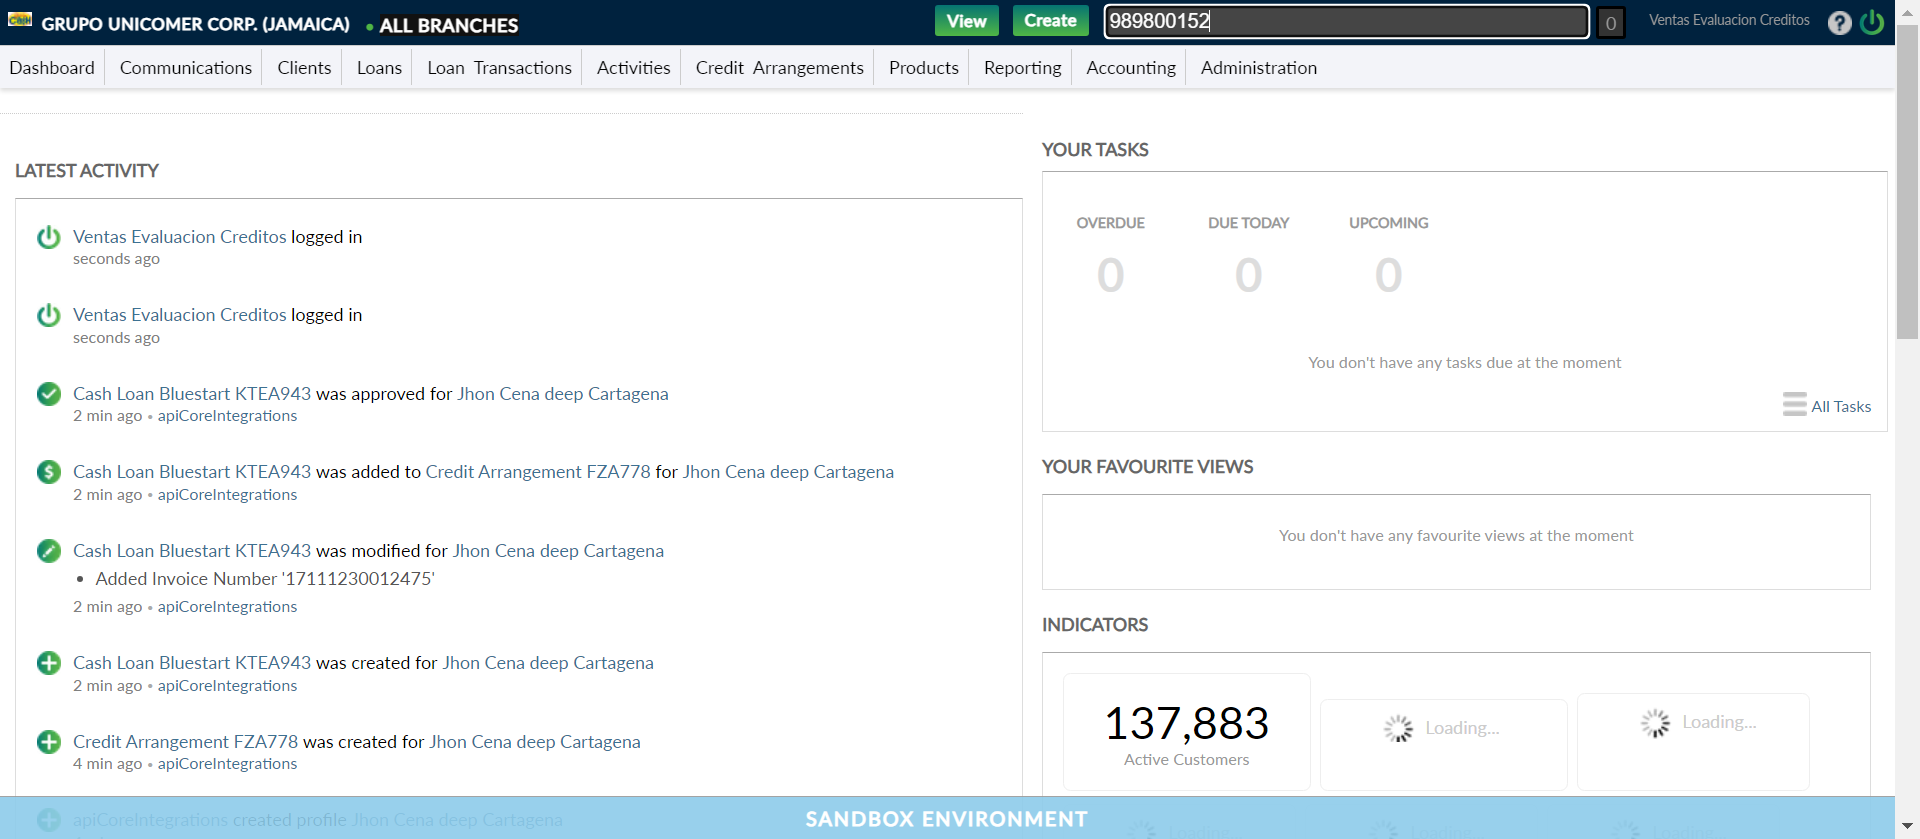 GRUPO UNICOMER CORP. (JAMAICA) • ALL BRANCHES
View
Create
989800152
0
Ventas Evaluacion Creditos
Dashboard
Communications
Clients
Loans
Loan Transactions
Activities
Credit Arrangements
Products
Reporting
Accounting
Administration
LATEST ACTIVITY
Ventas Evaluacion Creditos logged in
seconds ago
Ventas Evaluacion Creditos logged in
seconds ago
Cash Loan Bluestart KTEA943 was approved for Jhon Cena deep Cartagena
2 min ago • apiCoreIntegrations
Cash Loan Bluestart KTEA943 was added to Credit Arrangement FZA778 for Jhon Cena deep Cartagena
2 min ago • apiCoreIntegrations
Cash Loan Bluestart KTEA943 was modified for Jhon Cena deep Cartagena
• Added Invoice Number '17111230012475'
2 min ago • apiCoreIntegrations
Cash Loan Bluestart KTEA943 was created for Jhon Cena deep Cartagena
2 min ago • apiCoreIntegrations
Credit Arrangement FZA778 was created for Jhon Cena deep Cartagena
4 min ago • apiCoreIntegrations
apiCoreIntegrations created profile Jhon Cena deep Cartagena
YOUR TASKS
OVERDUE
DUE TODAY
UPCOMING
0
0
0
You don't have any tasks due at the moment
All Tasks
YOUR FAVOURITE VIEWS
You don't have any favourite views at the moment
INDICATORS
137,883
Active Customers
Loading...
Loading...
Loading...
Loading...
Loading...
SANDBOX ENVIRONMENT